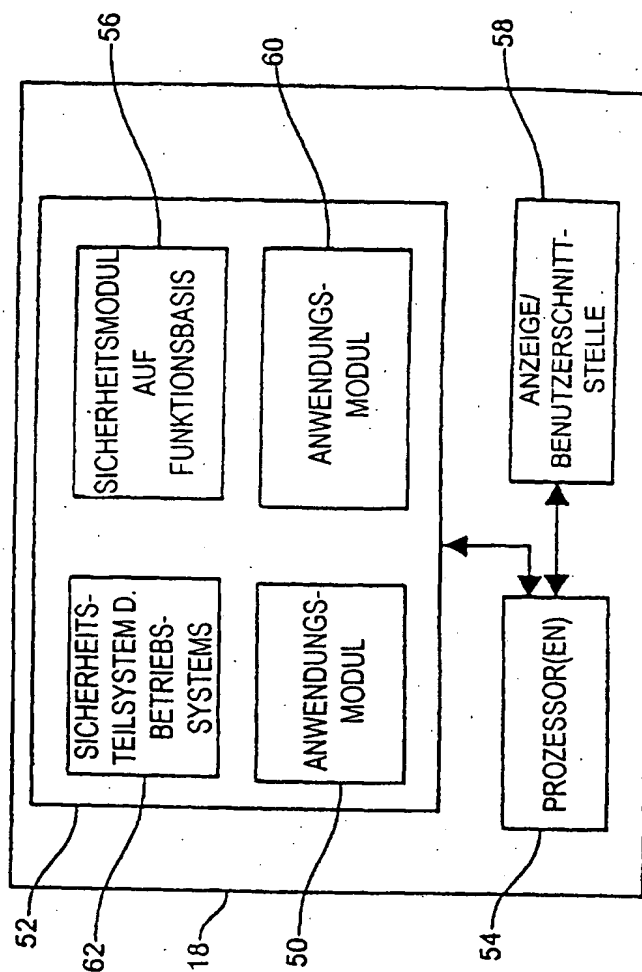 56
60
58
SICHERHEITSMODUL
AUF
FUNKTIONSBASIS
ANWENDUNGS-
MODUL
ANZEIGE/
BENUTZERSCHNITT-
STELLE
SICHERHEITS-
TEILSYSTEM D.
BETRIEBS-
SYSTEMS
ANWENDUNGS-
MODUL
PROZESSOR(EN)
52
62
18
50
54